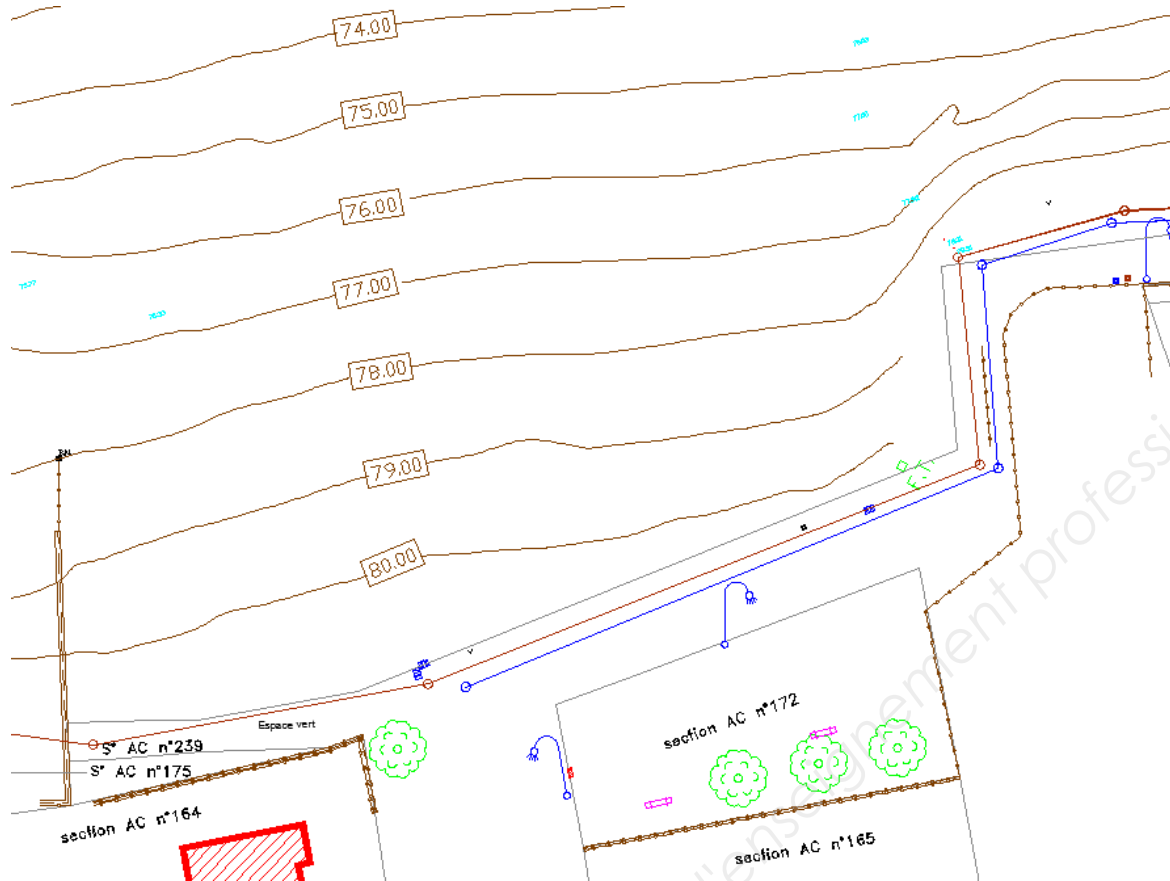 74.00
75.00
76.00
77.00
78.00
79.00
80.00
Espace vert
S° AC n°239
S° AC n°175
section AC n°164
section AC n°172
section AC n°165
l'enseignement professi